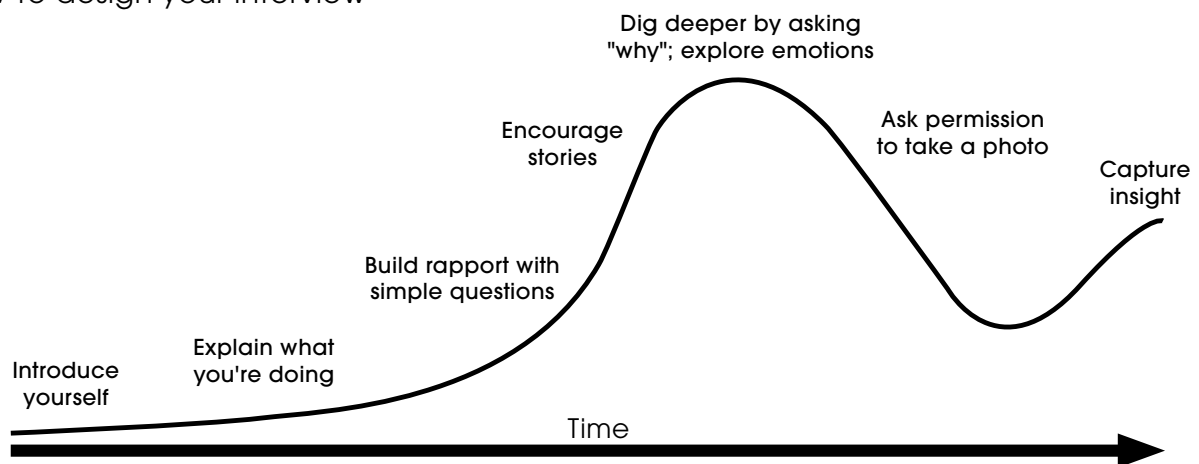 to design your interview
Dig deeper by asking
"why"; explore emotions
Encourage
stories
Ask permission
to take a photo
Capture
insight
Build rapport with
simple questions
Explain what
you're doing
Introduce
yourself
Time